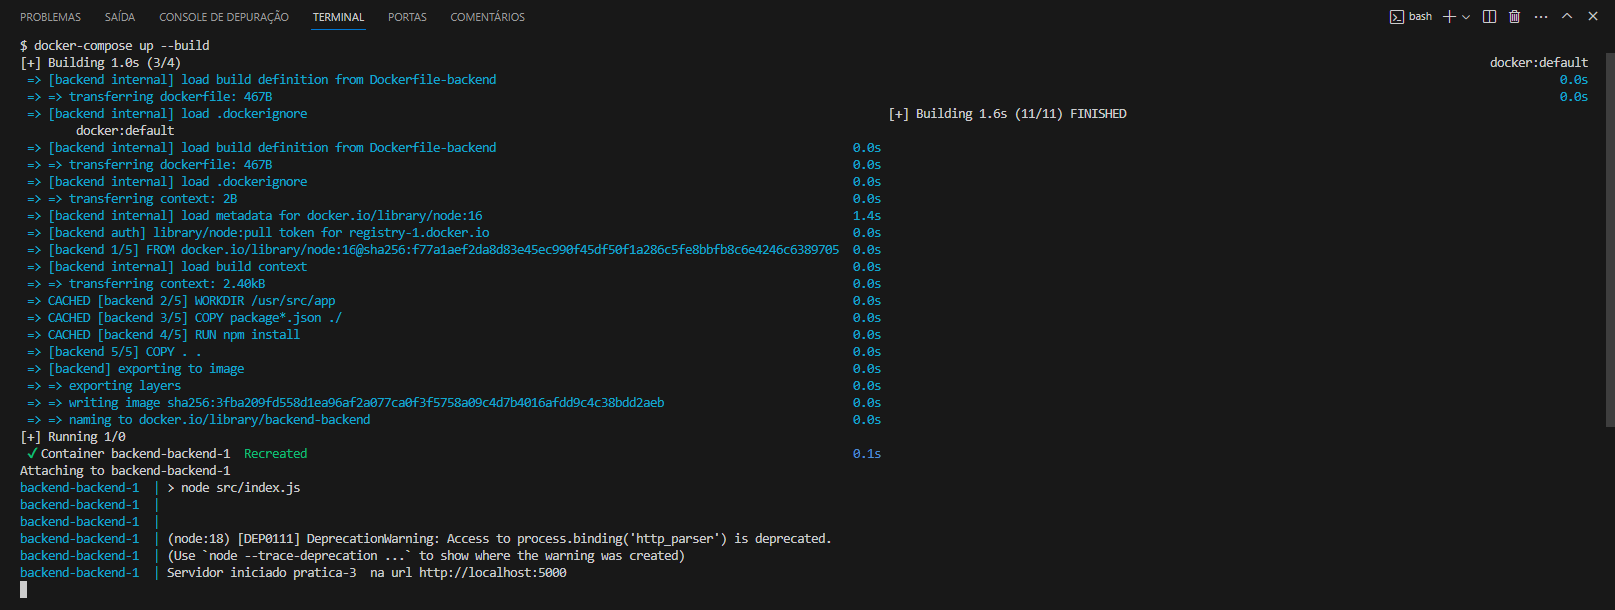 PROBLEMAS SAÍDA CONSOLE DE DEPURAÇÃO TERMINAL PORTAS COMENTÁRIOS bash
$ docker-compose up --build
[+] Building 1.0s (3/4) docker:default
=> [backend internal] load build definition from Dockerfile-backend 0.0s
=> => transferring dockerfile: 467B 0.0s
=> [backend internal] load .dockerignore [+] Building 1.6s (11/11) FINISHED
docker:default
=> [backend internal] load build definition from Dockerfile-backend 0.0s
=> => transferring dockerfile: 467B 0.0s
=> [backend internal] load .dockerignore 0.0s
=> => transferring context: 2B 0.0s
=> [backend internal] load metadata for docker.io/library/node:16 1.4s
=> [backend auth] library/node:pull token for registry-1.docker.io 0.0s
=> [backend 1/5] FROM docker.io/library/node:16@sha256:f77a1aef2da8d83e45ec990f45df50f1a286c5fe8bbfb8c6e4246c6389705 0.0s
=> [backend internal] load build context 0.0s
=> => transferring context: 2.40kB 0.0s
=> CACHED [backend 2/5] WORKDIR /usr/src/app 0.0s
=> CACHED [backend 3/5] COPY package*.json ./ 0.0s
=> CACHED [backend 4/5] RUN npm install 0.0s
=> [backend 5/5] COPY . . 0.0s
=> [backend] exporting to image 0.0s
=> => exporting layers 0.0s
=> => writing image sha256:3fba209fd558d1ea96af2a077ca0f3f5758a09c4d7b4016afdd9c4c38bdd2aeb 0.0s
=> => naming to docker.io/library/backend-backend 0.0s
[+] Running 1/0
✓ Container backend-backend-1 Recreated 0.1s
Attaching to backend-backend-1
backend-backend-1 | > node src/index.js
backend-backend-1 |
backend-backend-1 |
backend-backend-1 | (node:18) [DEP0111] DeprecationWarning: Access to process.binding('http_parser') is deprecated.
backend-backend-1 | (Use `node --trace-deprecation ...` to show where the warning was created)
backend-backend-1 | Servidor iniciado pratica-3 na url http://localhost:5000